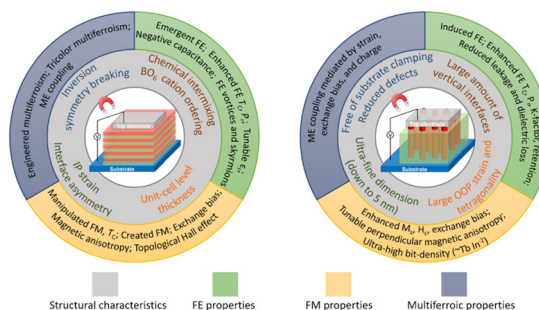 Engineered multiferroism; Tricolor multiferroism;
ME coupling
Emergent FE; Enhanced FE T_C, P_r; Tunable ε_r;
Negative capacitance; FE vortices and skyrmions
Manipulated FM, T_C; Created FM; Exchange bias;
Magnetic anisotropy; Topological Hall effect
Inversion
symmetry breaking
Chemical intermixing
BO₆ cation ordering
IP strain
Interface asymmetry
Unit-cell level
thickness
V
Top electrode
Substrate
ME coupling mediated by strain,
exchange bias, and charge
Induced FE; Enhanced FE T_C, P_r, K-factor retention;
Reduced leakage and dielectric loss
Enhanced M_s, H_c, exchange bias;
Tunable perpendicular magnetic anisotropy;
Ultra-high bit-density (~Tb In⁻²)
Free of substrate clamping
Reduced defects
Large amount of
vertical interfaces
Ultra-fine dimension
(down to 5 nm)
Large OOP strain and
tetragonality
V
Substrate
Structural characteristics
FE properties
FM properties
Multiferroic properties